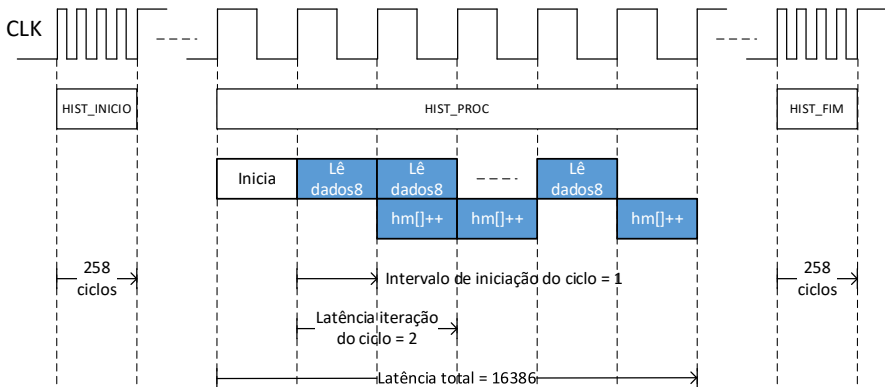 CLK
HIST_INICIO
HIST_PROC
HIST_FIM
Inicia
Lê
dados8
Lê
dados8
Lê
dados8
hm[]++
hm[]++
hm[]++
258
ciclos
Intervalo de iniciação do ciclo = 1
258
ciclos
Latência iteração
do ciclo = 2
Latência total = 16386